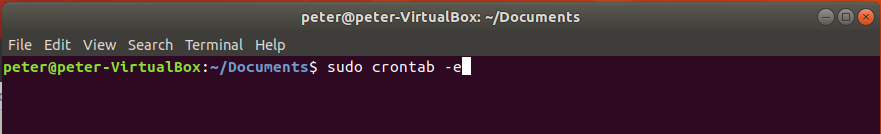 peter@peter-VirtualBox: ~/Documents
File Edit View Search Terminal Help
peter@peter-VirtualBox:~/Documents$ sudo crontab -e